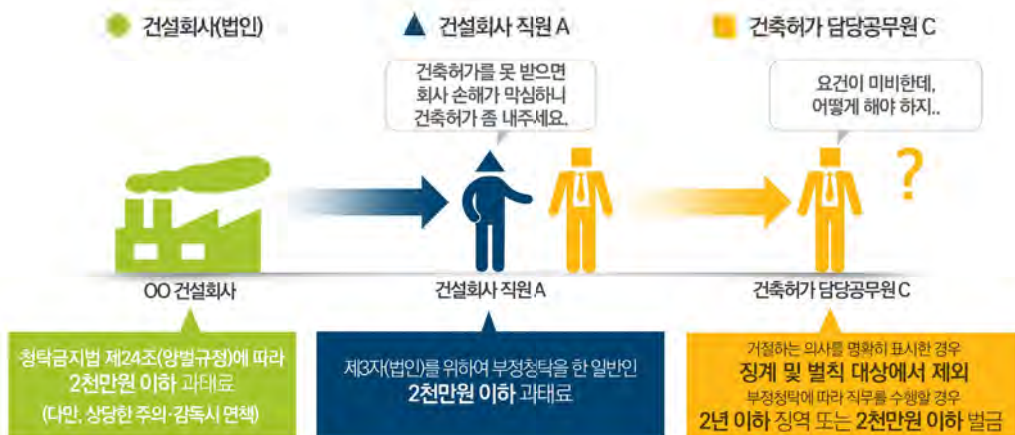 건설회사(법인)
건설회사 직원 A
건축허가 담당공무원 C
건축허가를 못 받으면
회사 손해가 막심하니
건축허가 좀 내주세요.
요건이 미비한데,
어떻게 해야 하지..
?
OO 건설회사
건설회사 직원 A
건축허가 담당공무원 C
청탁금지법 제24조(양벌규정)에 따라
2천만원 이하 과태료
(다만, 상당한 주의·감독시 면책)
제3자(법인)를 위하여 부정청탁을 한 일반인
2천만원 이하 과태료
거절하는 의사를 명확히 표시한 경우
징계 및 벌칙 대상에서 제외
부정청탁에 따라 직무를 수행할 경우
2년 이하 징역 또는 2천만원 이하 벌금